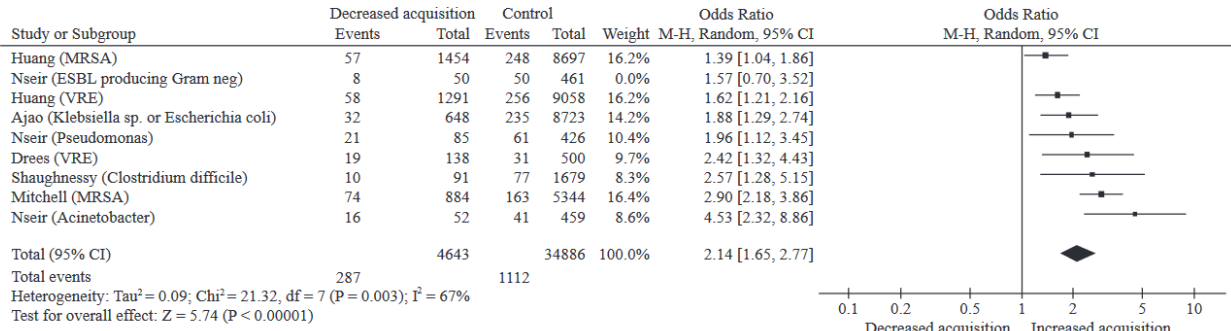 Decreased acquisition Control Odds Ratio Odds Ratio
Study or Subgroup Events Total Events Total Weight M-H, Random, 95% CI M-H, Random, 95% CI
Huang (MRSA) 57 1454 248 8697 16.2% 1.39 [1.04, 1.86]
Nseir (ESBL producing Gram neg) 8 50 50 461 0.0% 1.57 [0.70, 3.52]
Huang (VRE) 58 1291 256 9058 16.2% 1.62 [1.21, 2.16]
Ajao (Klebsiella sp. or Escherichia coli) 32 648 235 8723 14.2% 1.88 [1.29, 2.74]
Nseir (Pseudomonas) 21 85 61 426 10.4% 1.96 [1.12, 3.45]
Drees (VRE) 19 138 31 500 9.7% 2.42 [1.32, 4.43]
Shaughnessy (Clostridium difficile) 10 91 77 1679 8.3% 2.57 [1.28, 5.15]
Mitchell (MRSA) 74 884 163 5344 16.4% 2.90 [2.18, 3.86]
Nseir (Acinetobacter) 16 52 41 459 8.6% 4.53 [2.32, 8.86]
Total (95% CI) 4643 34886 100.0% 2.14 [1.65, 2.77]
Total events 287 1112
Heterogeneity: Tau² = 0.09; Chi² = 21.32, df = 7 (P = 0.003); I² = 67%
Test for overall effect: Z = 5.74 (P < 0.00001)
0.1 0.2 0.5 1 2 5 10
Decreased acquisition Increased acquisition